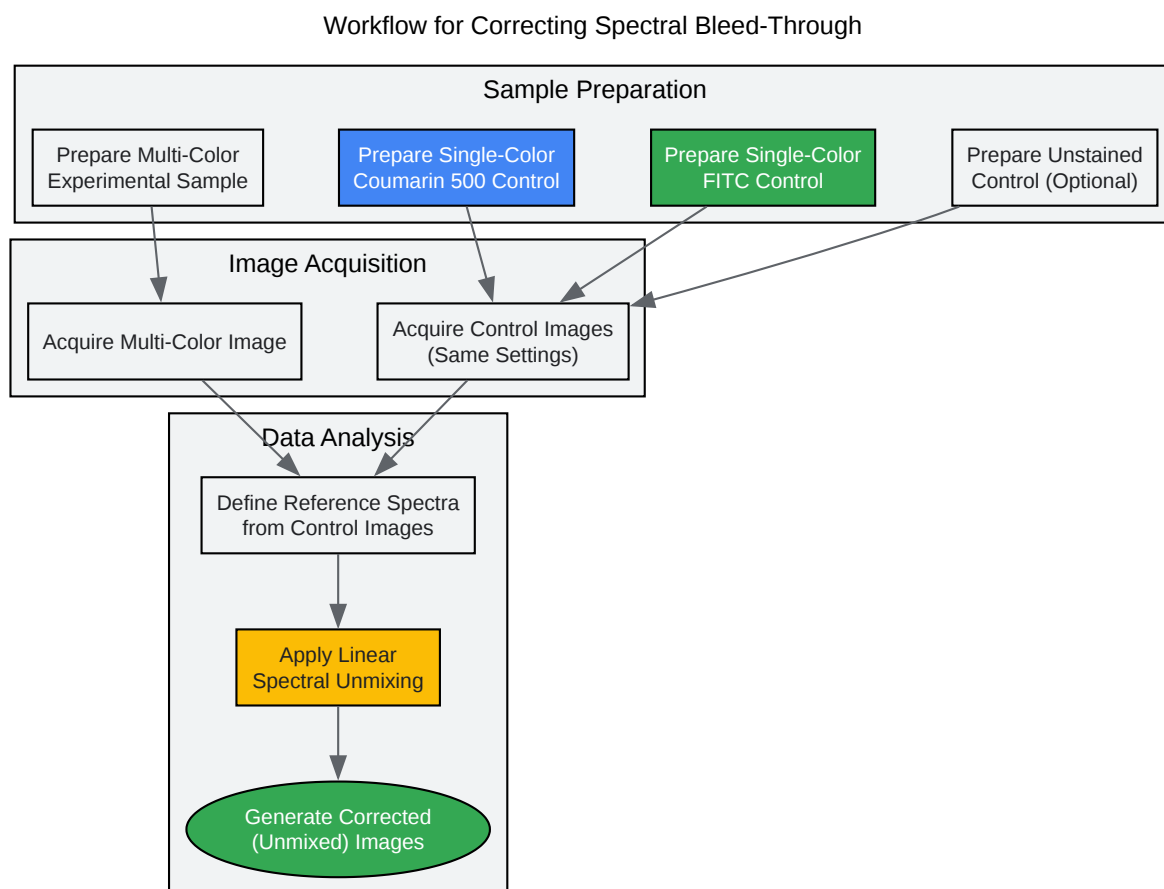 Workflow for Correcting Spectral Bleed-Through
Sample Preparation
Prepare Multi-Color
Experimental Sample
Prepare Single-Color
Coumarin 500 Control
Prepare Single-Color
FITC Control
Prepare Unstained
Control (Optional)
Image Acquisition
Acquire Multi-Color Image
Acquire Control Images
(Same Settings)
Data Analysis
Define Reference Spectra
from Control Images
Apply Linear
Spectral Unmixing
Generate Corrected
(Unmixed) Images